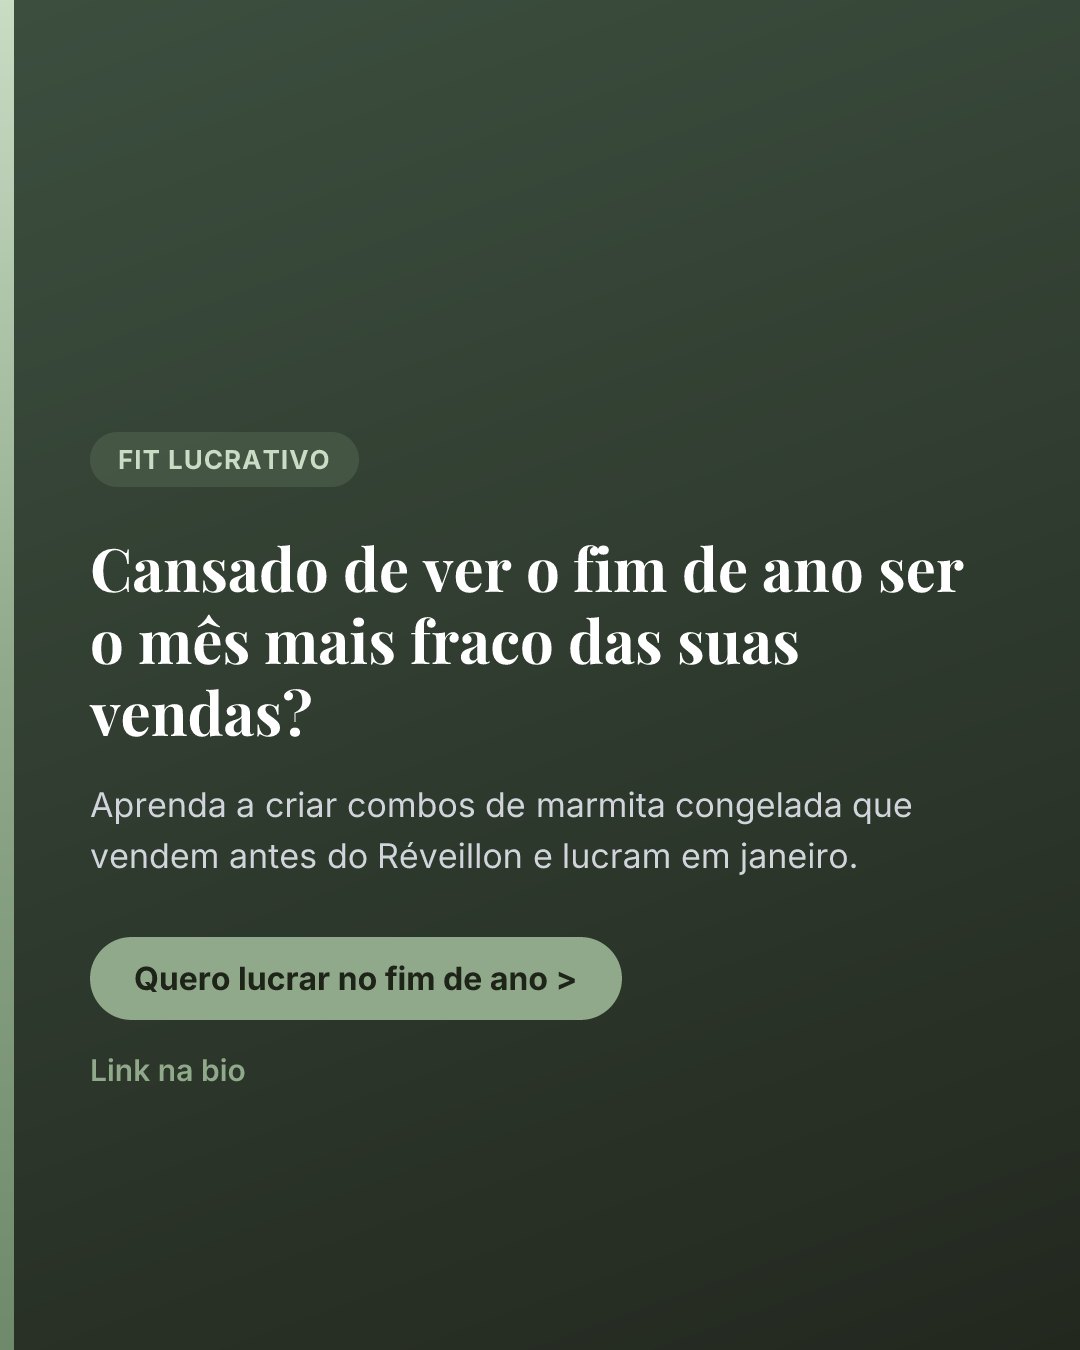 FIT LUCRATIVO
Cansado de ver o fim de ano ser
o mês mais fraco das suas
vendas?
Aprenda a criar combos de marmita congelada que
vendem antes do Réveillon e lucram em janeiro.
Quero lucrar no fim de ano >
Link na bio